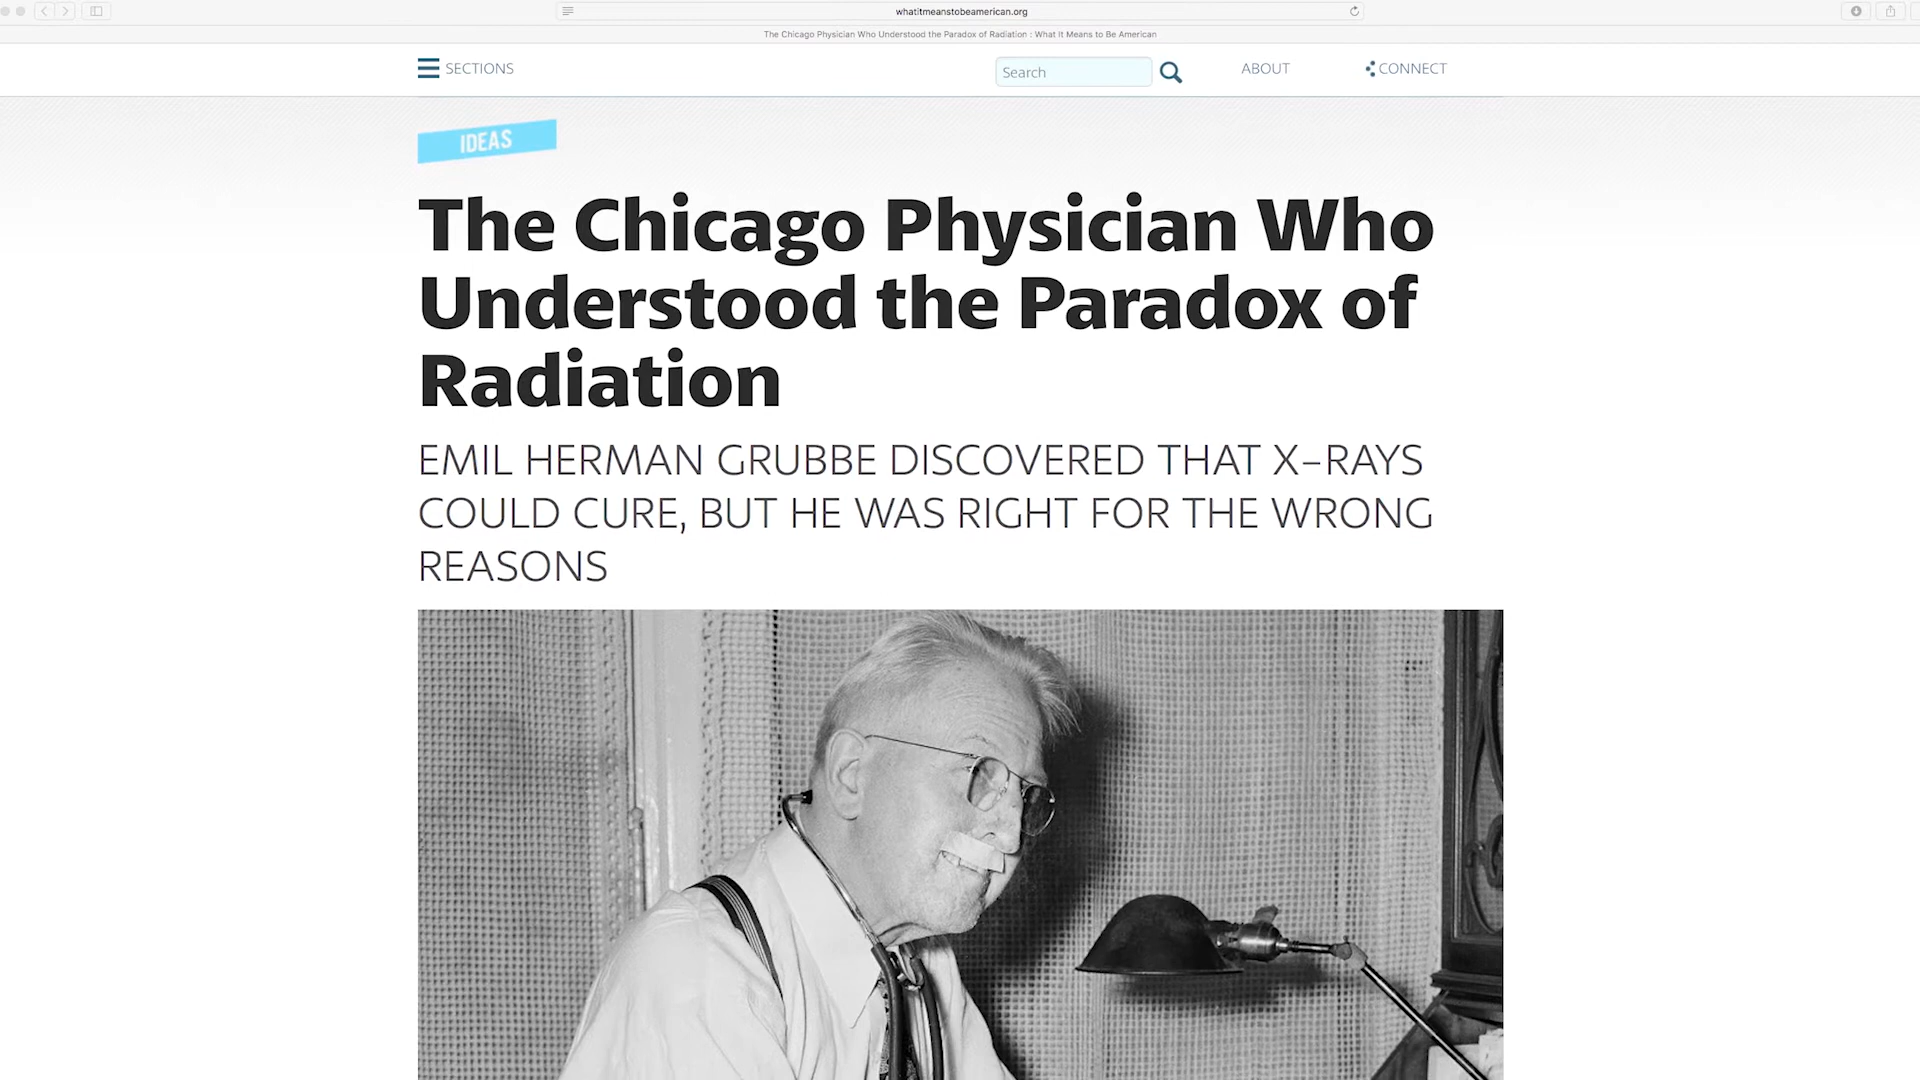 whatitmeanstobeamerican.org
The Chicago Physician Who Understood the Paradox of Radiation : What It Means to Be American
SECTIONS
Search
ABOUT
CONNECT
IDEAS
The Chicago Physician Who
Understood the Paradox of
Radiation
EMIL HERMAN GRUBBE DISCOVERED THAT X–RAYS
COULD CURE, BUT HE WAS RIGHT FOR THE WRONG
REASONS